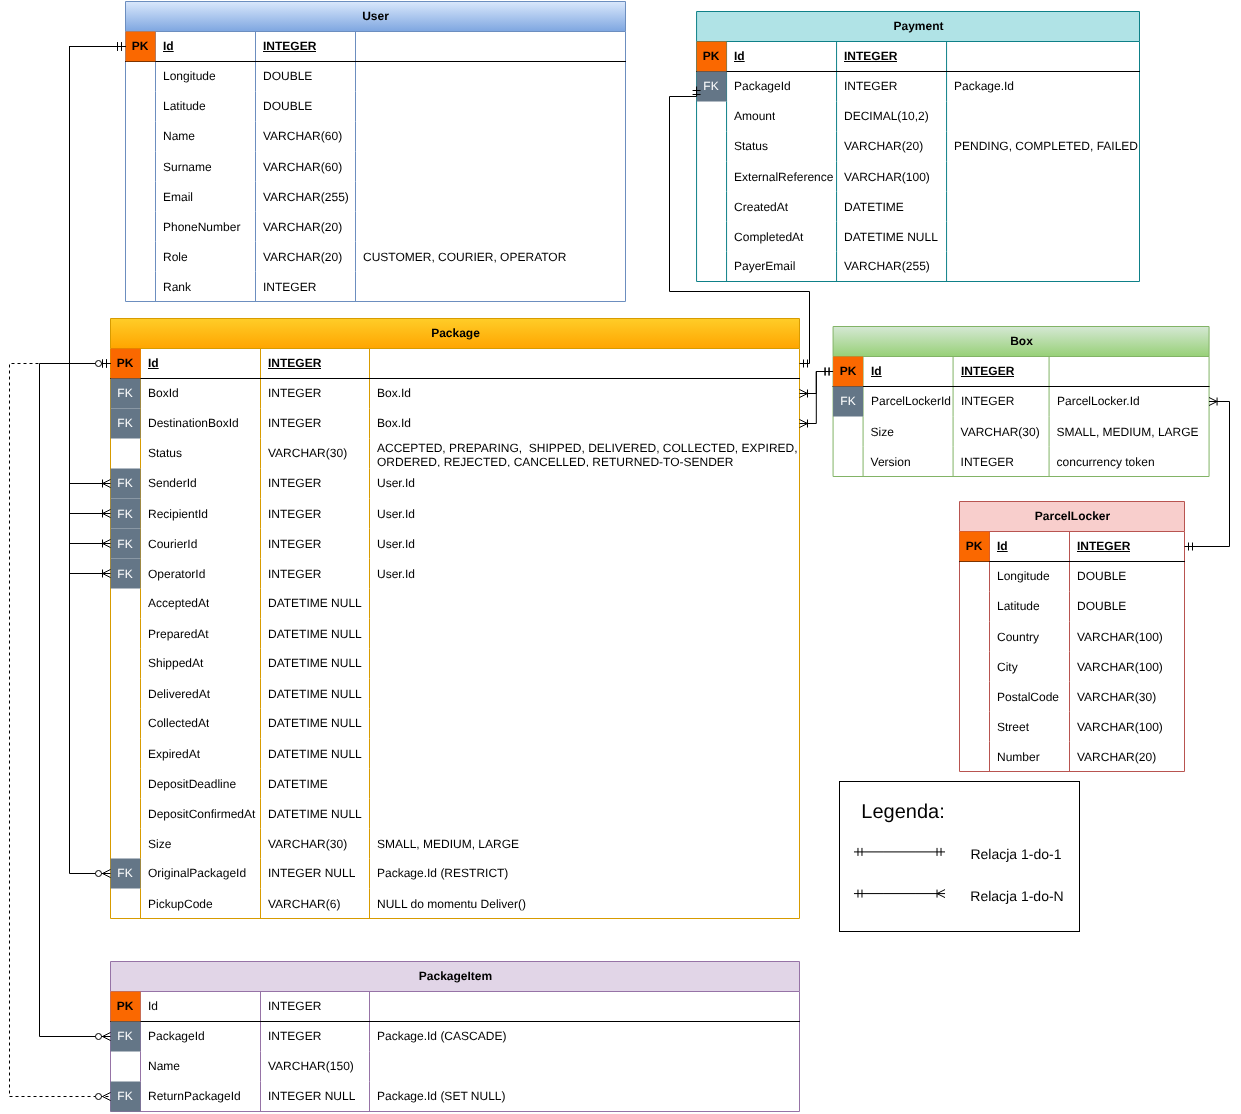 User
PK Id INTEGER
Longitude DOUBLE
Latitude DOUBLE
Name VARCHAR(60)
Surname VARCHAR(60)
Email VARCHAR(255)
PhoneNumber VARCHAR(20)
Role VARCHAR(20) CUSTOMER, COURIER, OPERATOR
Rank INTEGER
Payment
PK Id INTEGER
FK PackageId INTEGER Package.Id
Amount DECIMAL(10,2)
Status VARCHAR(20) PENDING, COMPLETED, FAILED
ExternalReference VARCHAR(100)
CreatedAt DATETIME
CompletedAt DATETIME NULL
PayerEmail VARCHAR(255)
Package
PK Id INTEGER
FK BoxId INTEGER Box.Id
FK DestinationBoxId INTEGER Box.Id
Status VARCHAR(30) ACCEPTED, PREPARING, SHIPPED, DELIVERED, COLLECTED, EXPIRED,
ORDERED, REJECTED, CANCELLED, RETURNED-TO-SENDER
FK SenderId INTEGER User.Id
FK RecipientId INTEGER User.Id
FK CourierId INTEGER User.Id
FK OperatorId INTEGER User.Id
AcceptedAt DATETIME NULL
PreparedAt DATETIME NULL
ShippedAt DATETIME NULL
DeliveredAt DATETIME NULL
CollectedAt DATETIME NULL
ExpiredAt DATETIME NULL
DepositDeadline DATETIME
DepositConfirmedAt DATETIME NULL
Size VARCHAR(30) SMALL, MEDIUM, LARGE
FK OriginalPackageId INTEGER NULL Package.Id (RESTRICT)
PickupCode VARCHAR(6) NULL do momentu Deliver()
Box
PK Id INTEGER
FK ParcelLockerId INTEGER ParcelLocker.Id
Size VARCHAR(30) SMALL, MEDIUM, LARGE
Version INTEGER concurrency token
ParcelLocker
PK Id INTEGER
Longitude DOUBLE
Latitude DOUBLE
Country VARCHAR(100)
City VARCHAR(100)
PostalCode VARCHAR(30)
Street VARCHAR(100)
Number VARCHAR(20)
Legenda:
Relacja 1-do-1
Relacja 1-do-N
PackageItem
PK Id INTEGER
FK PackageId INTEGER Package.Id (CASCADE)
Name VARCHAR(150)
FK ReturnPackageId INTEGER NULL Package.Id (SET NULL)